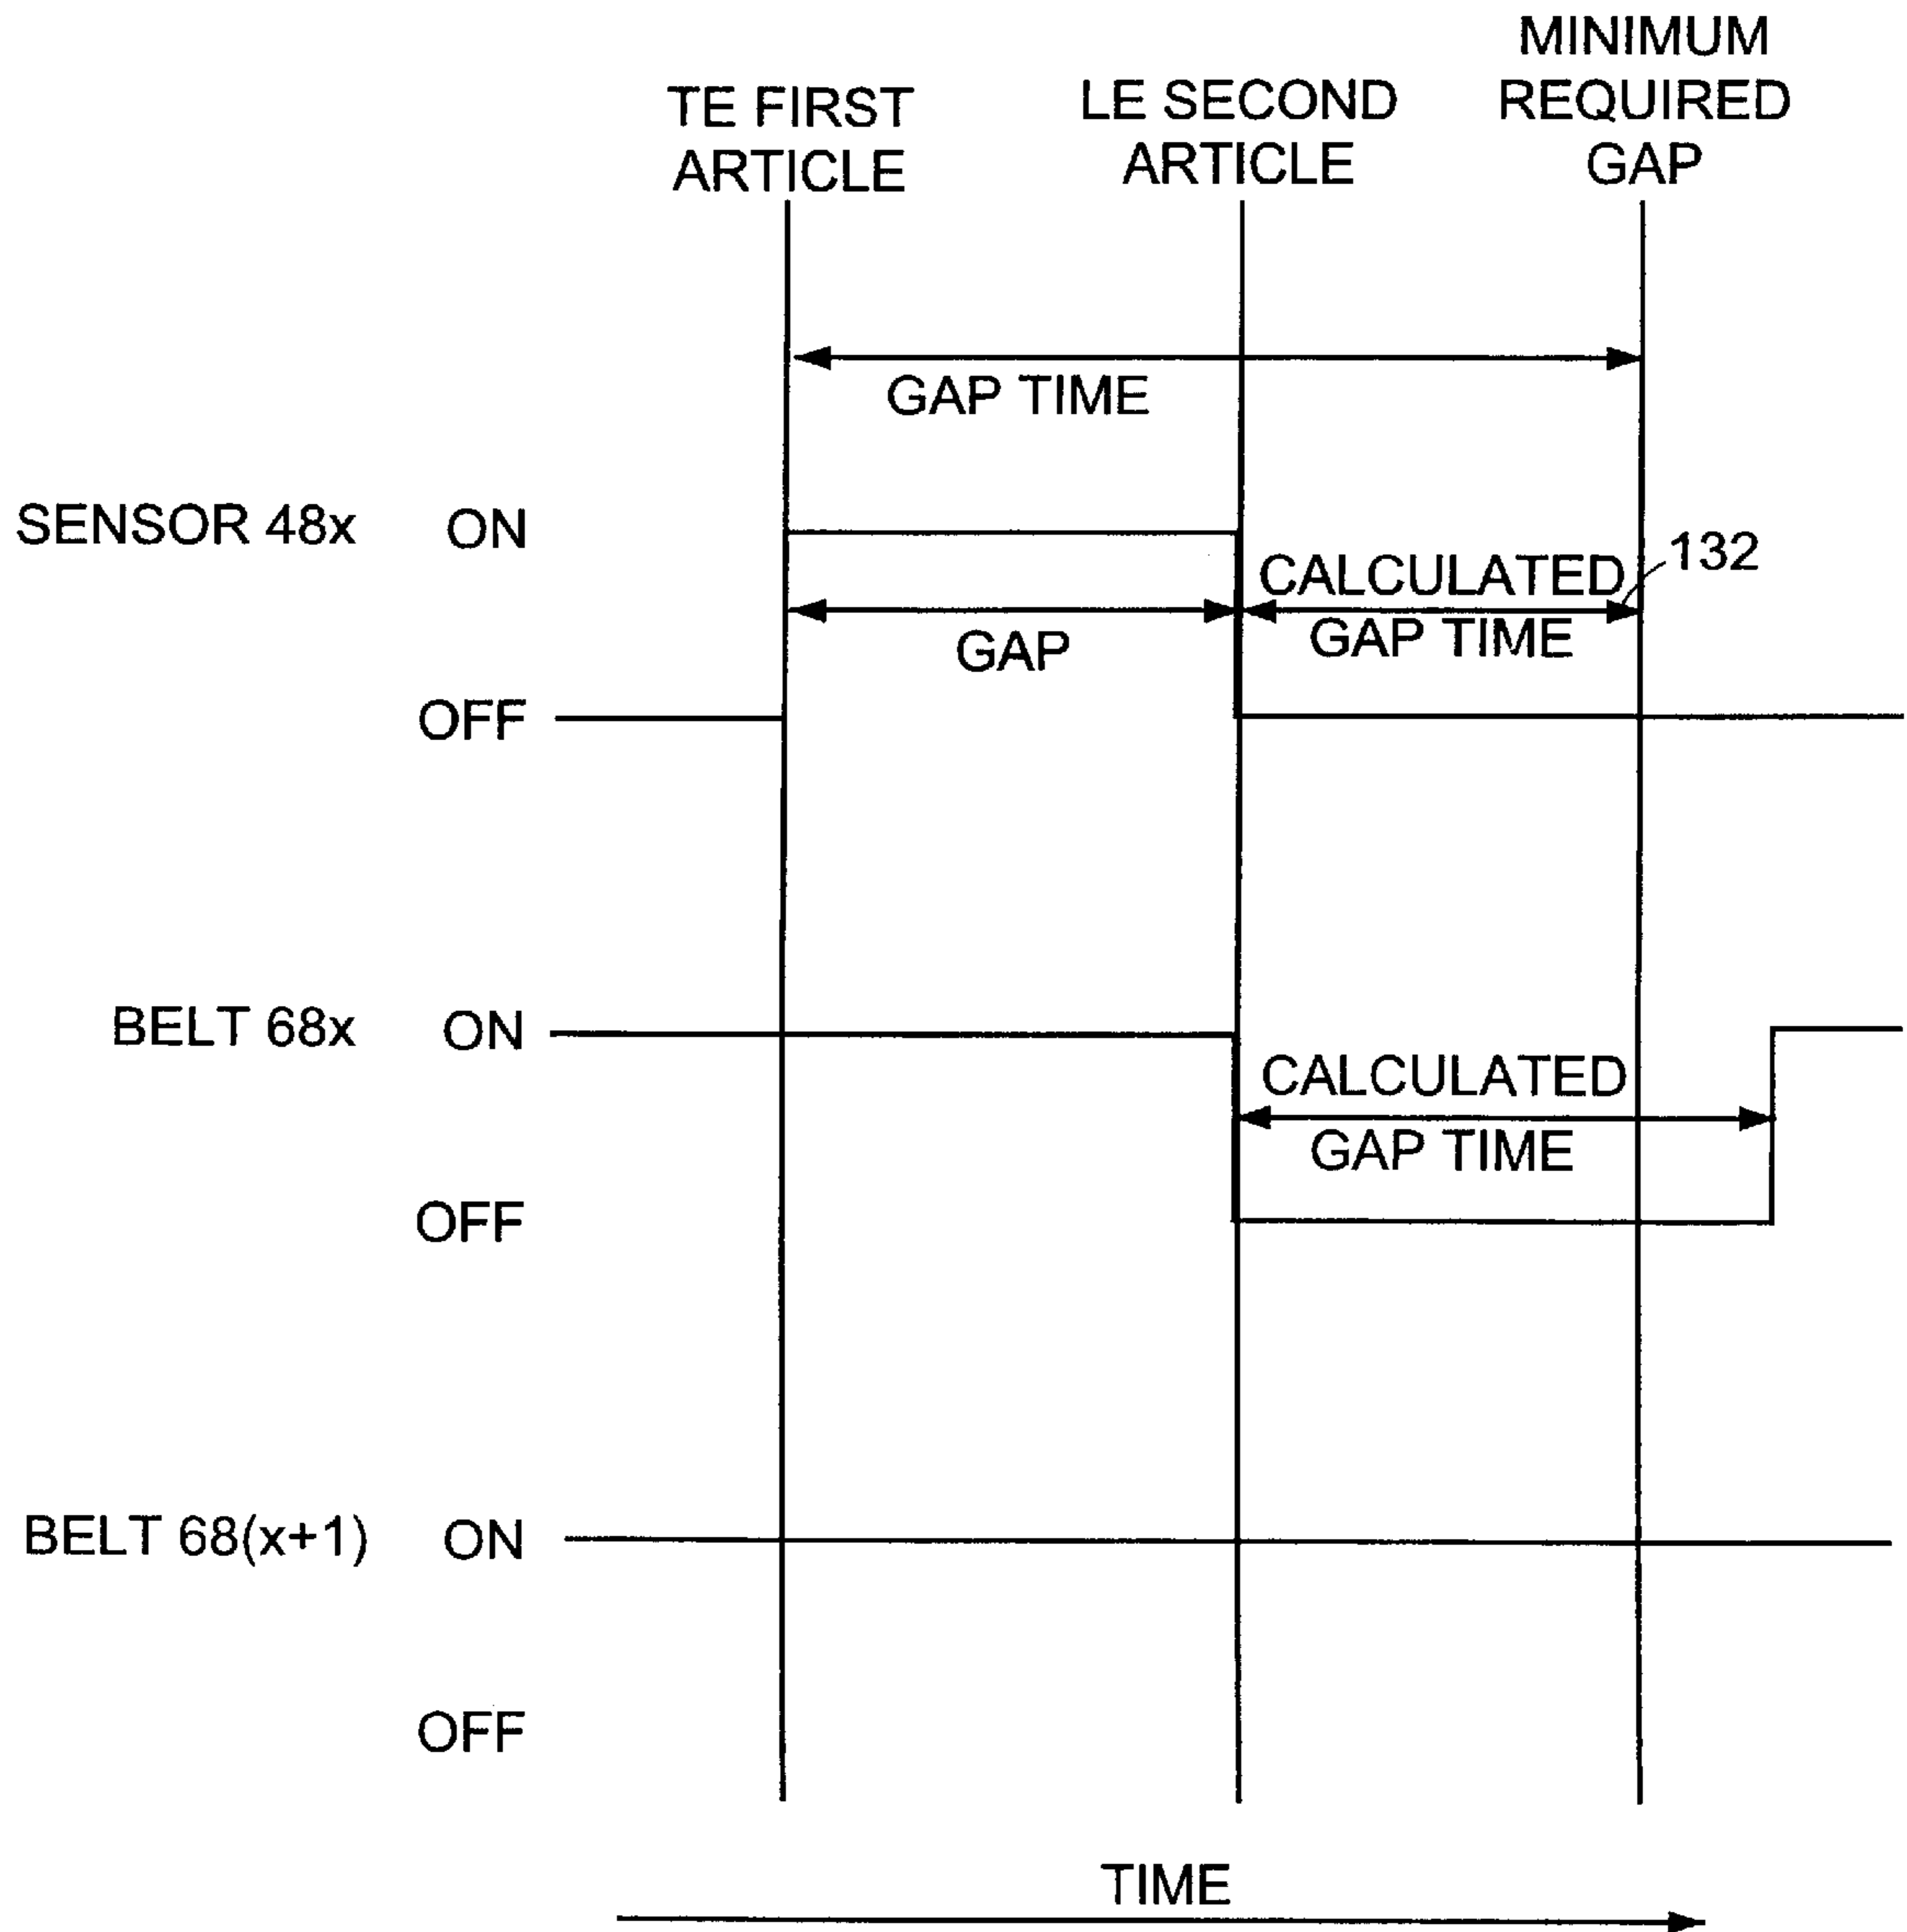 TE FIRST
ARTICLE
LE SECOND
ARTICLE
MINIMUM
REQUIRED
GAP
GAP TIME
SENSOR 48x
ON
OFF
GAP
CALCULATED
GAP TIME
132
BELT 68x
ON
OFF
CALCULATED
GAP TIME
BELT 68(x+1)
ON
OFF
TIME